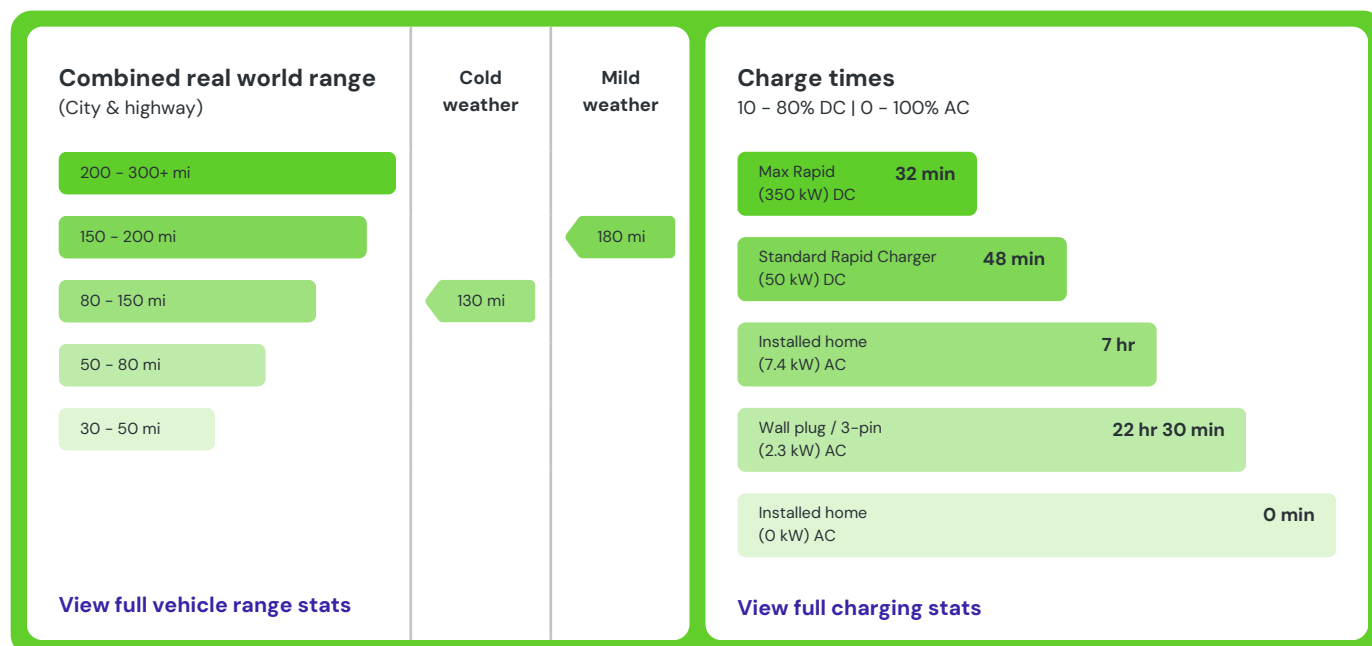 Combined real world range
(City & highway)
Cold
weather
Mild
weather
200 - 300+ mi
150 - 200 mi
180 mi
80 - 150 mi
130 mi
50 - 80 mi
30 - 50 mi
View full vehicle range stats
Charge times
10 - 80% DC | 0 - 100% AC
Max Rapid
(350 kW) DC
32 min
Standard Rapid Charger
(50 kW) DC
48 min
Installed home
(7.4 kW) AC
7 hr
Wall plug / 3-pin
(2.3 kW) AC
22 hr 30 min
Installed home
(0 kW) AC
0 min
View full charging stats